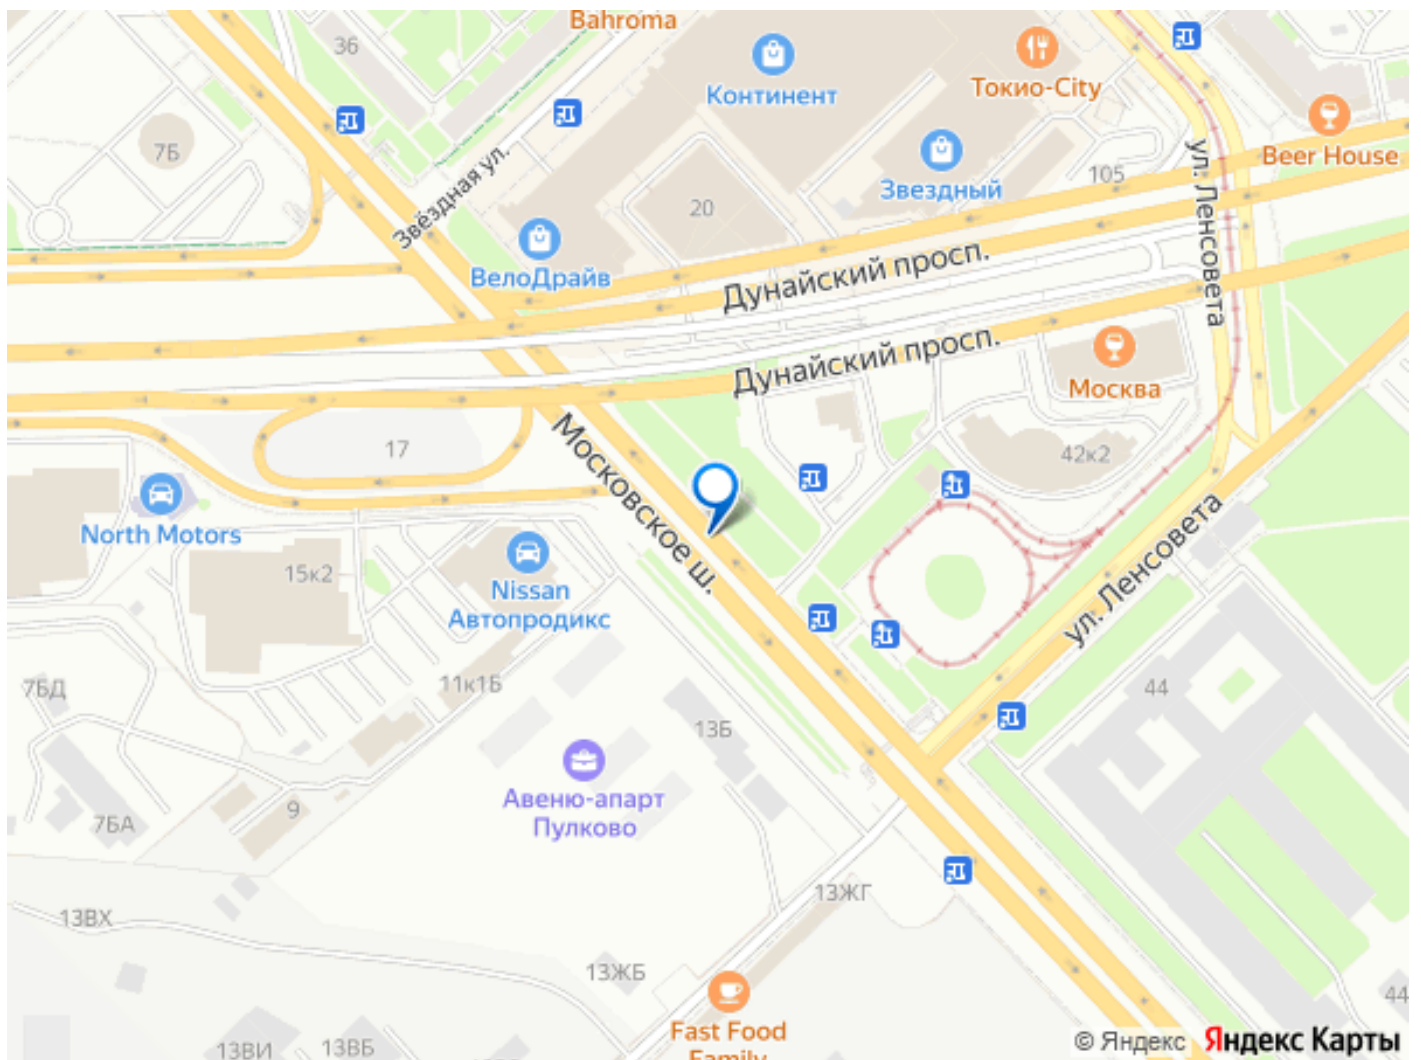 Bahroma
36
Континент
Токио-City
Beer House
7Б
Звёздная ул.
20
Звездный
105
ул. Ленсовета
ВелоДрайв
Дунайский просп.
Дунайский просп.
Москва
17
Московское ш.
42к2
North Motors
15к2
Nissan
Автопродикс
ул. Ленсовета
7БД
11к1Б
13Б
44
Авеню-апарт
Пулково
9
7БА
13ВХ
13ЖГ
13ЖБ
44
Fast Food
Family
13ВИ
13ВБ
© Яндекс Яндекс Карты